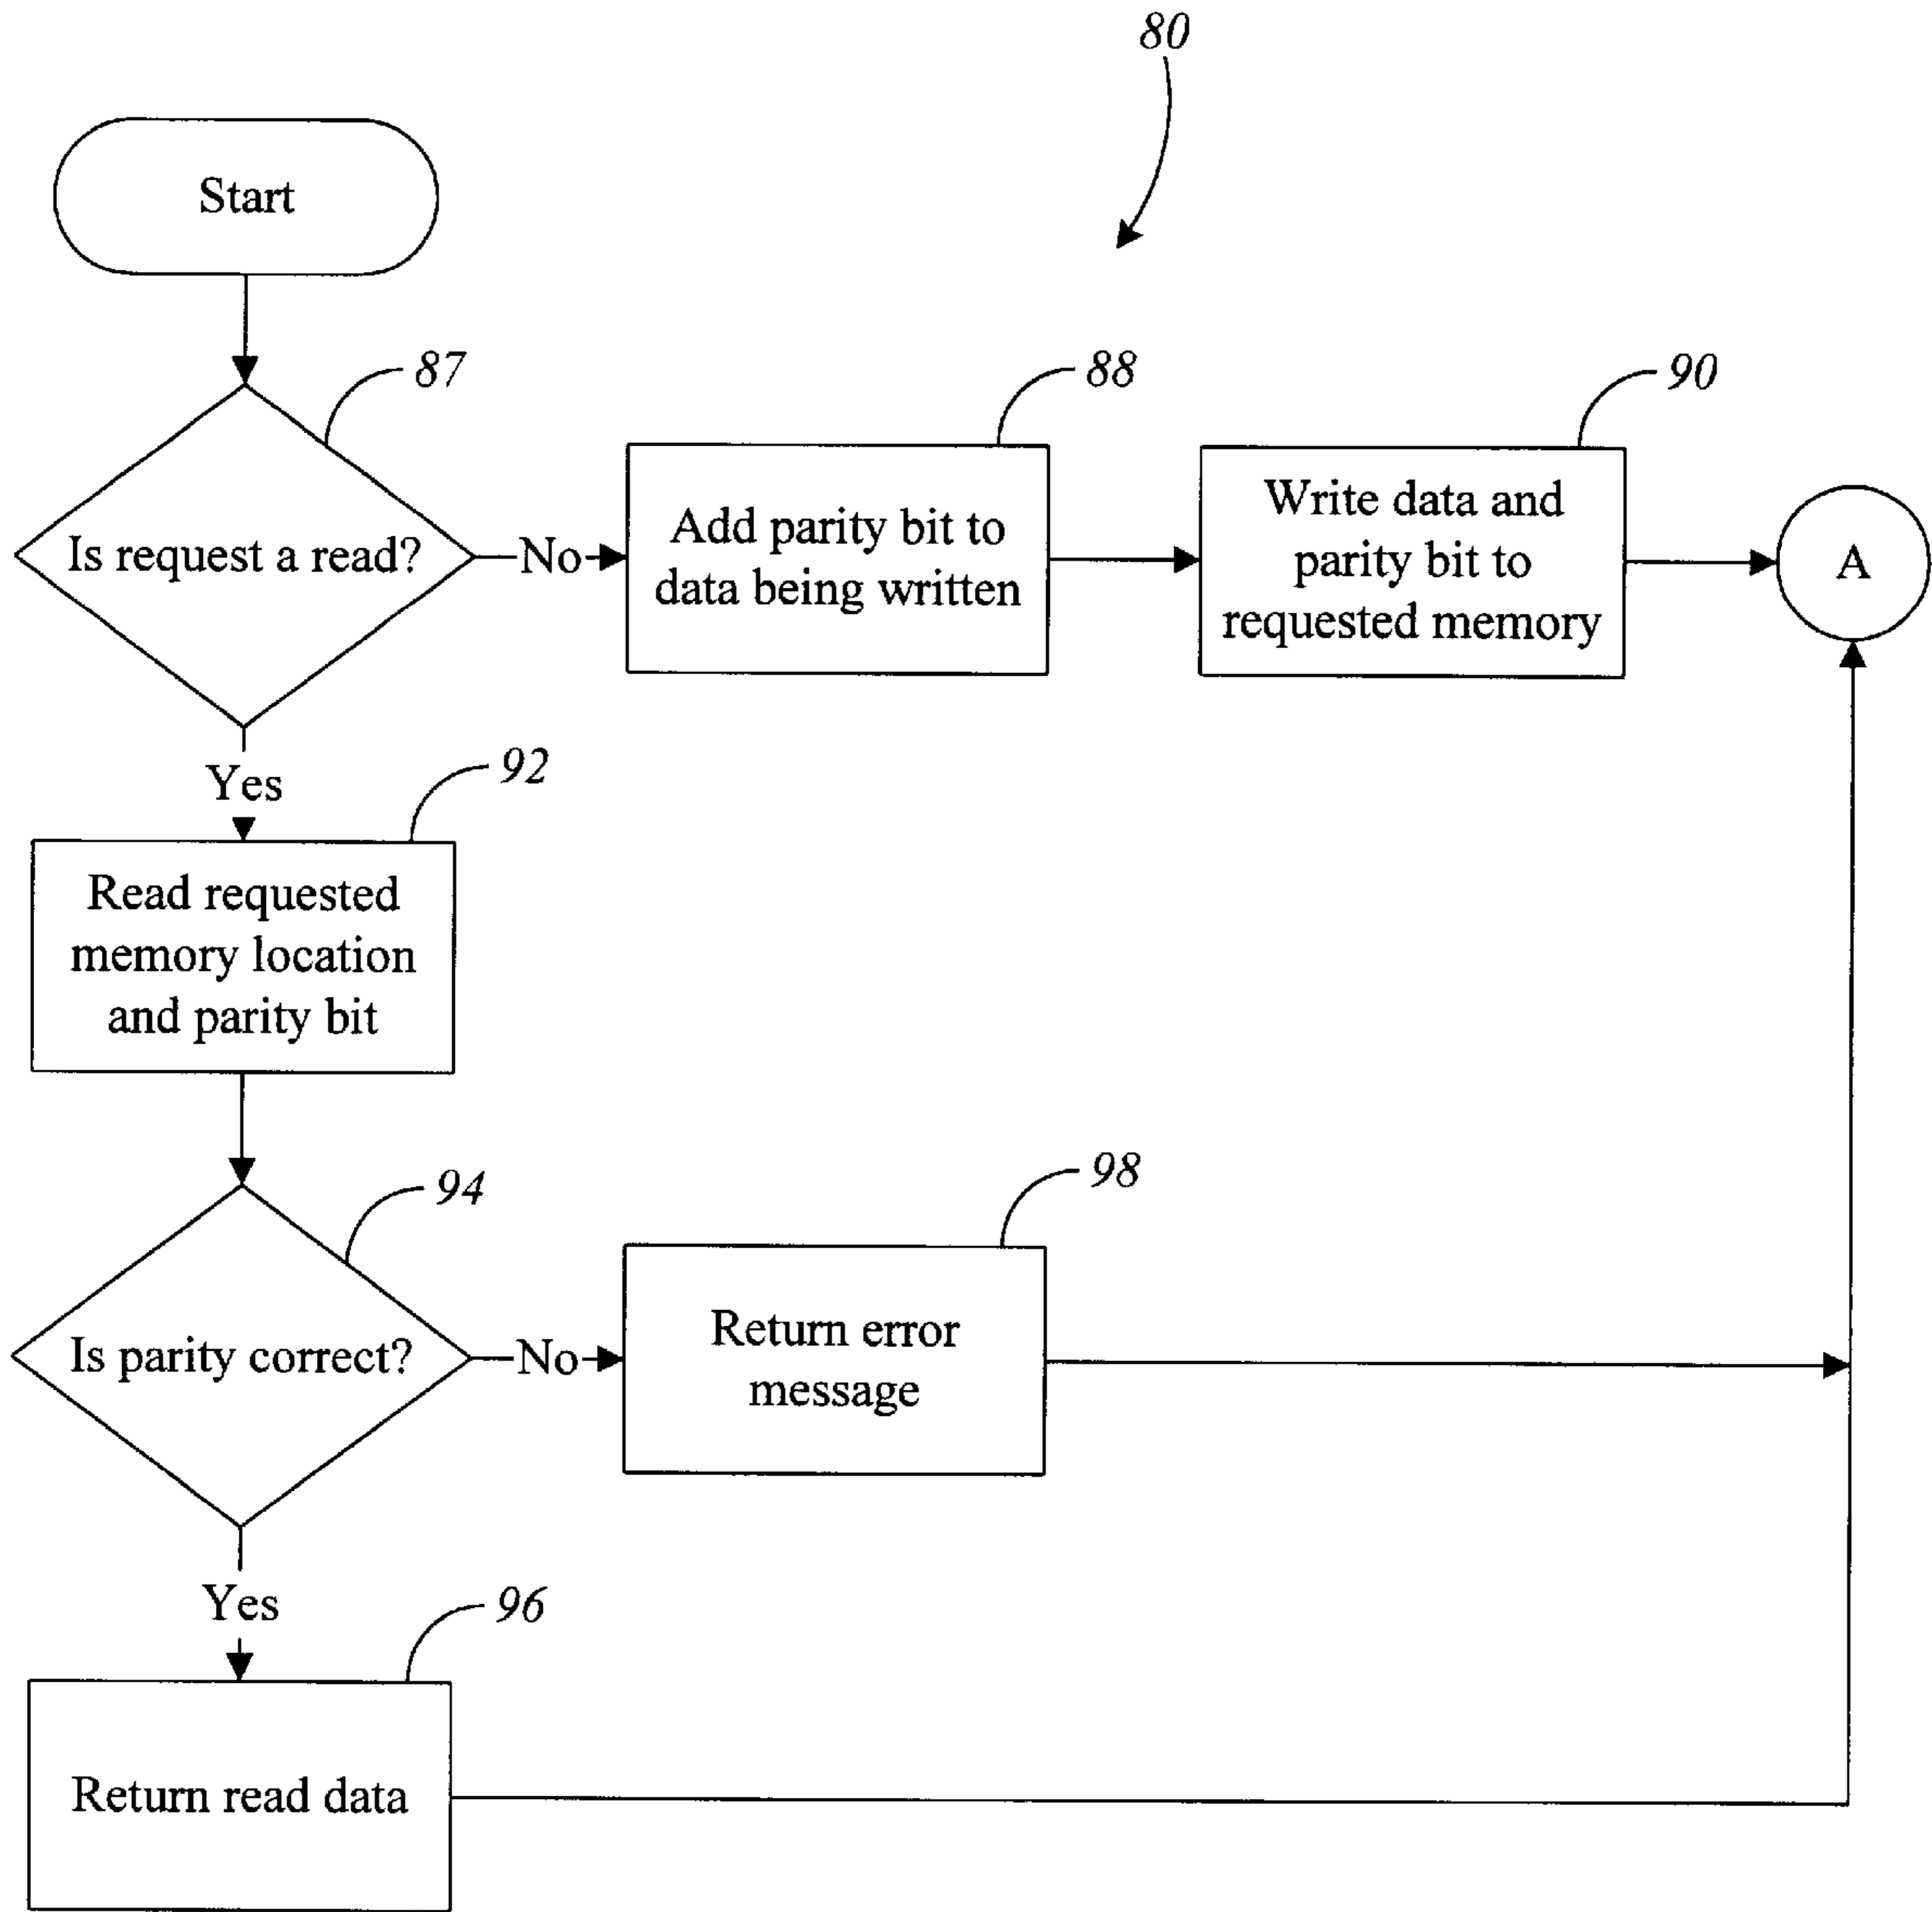 80
Start
87
88
90
Is request a read?
No
Add parity bit to
data being written
Write data and
parity bit to
requested memory
A
Yes
92
Read requested
memory location
and parity bit
94
98
Is parity correct?
No
Return error
message
Yes
96
Return read data